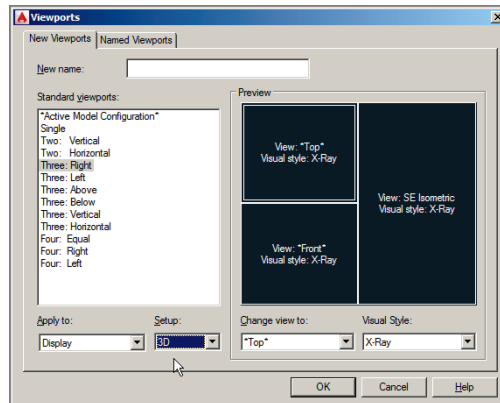 Viewports
New Viewports
Named Viewports
New name:
Standard viewports:
*Active Model Configuration*
Single
Two: Vertical
Two: Horizontal
Three: Right
Three: Left
Three: Above
Three: Below
Three: Vertical
Three: Horizontal
Four: Equal
Four: Right
Four: Left
Apply to:
Setup:
Display
3D
Preview
View: *Top*
Visual style: X-Ray
View: *Front*
Visual style: X-Ray
View: SE Isometric
Visual style: X-Ray
Change view to:
Visual Style:
*Top*
X-Ray
OK
Cancel
Help